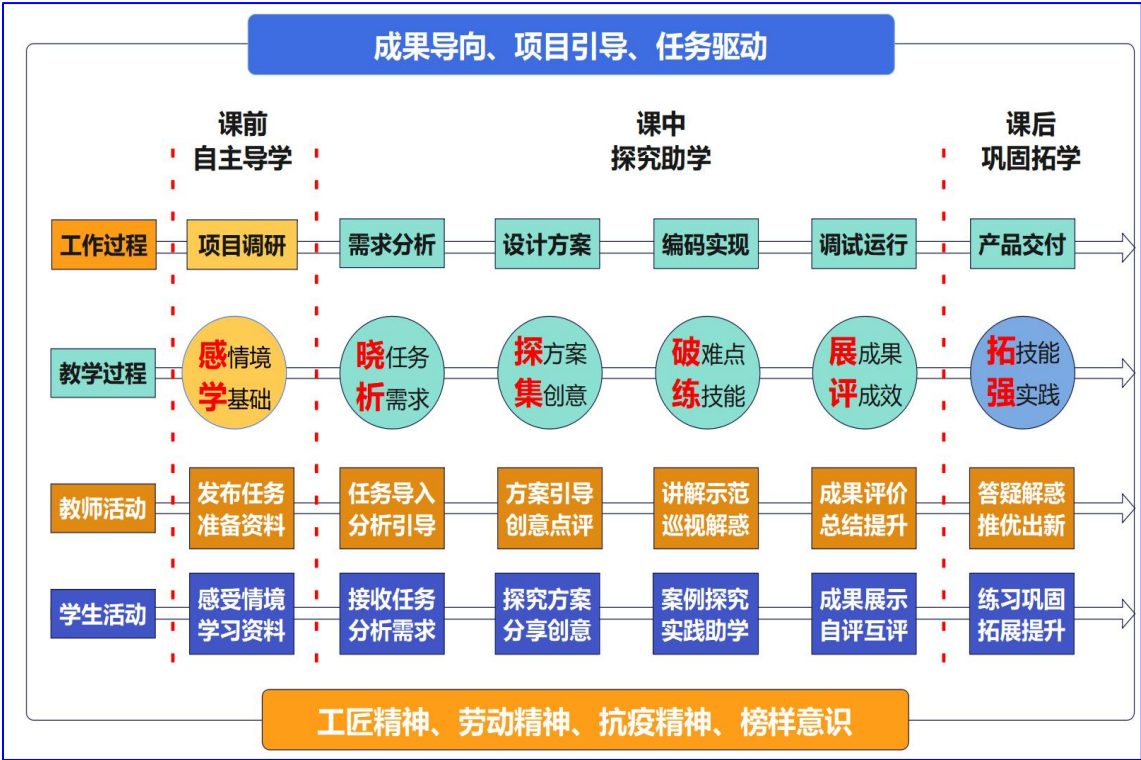 成果导向、项目引导、任务驱动
课前
自主导学
课中
探究助学
课后
巩固拓学
工作过程
项目调研
需求分析
设计方案
编码实现
调试运行
产品交付
教学过程
感情境
学基础
晓任务
析需求
探方案
集创意
破难点
练技能
展成果
评成效
拓技能
强实践
教师活动
发布任务
准备资料
任务导入
分析引导
方案引导
创意点评
讲解示范
巡视解惑
成果评价
总结提升
答疑解惑
推优出新
学生活动
感受情境
学习资料
接收任务
分析需求
探究方案
分享创意
案例探究
实践助学
成果展示
自评互评
练习巩固
拓展提升
工匠精神、劳动精神、抗疫精神、榜样意识